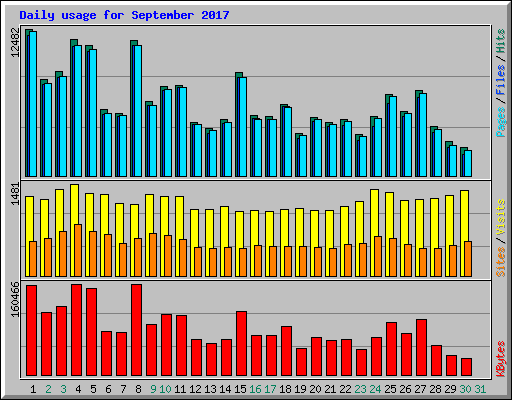 Daily usage for September 2017
12482
Pages / Files / Hits
1481
Sites / Visits
160466
KBytes
1 2 3 4 5 6 7 8 9 10 11 12 13 14 15 16 17 18 19 20 21 22 23 24 25 26 27 28 29 30 31